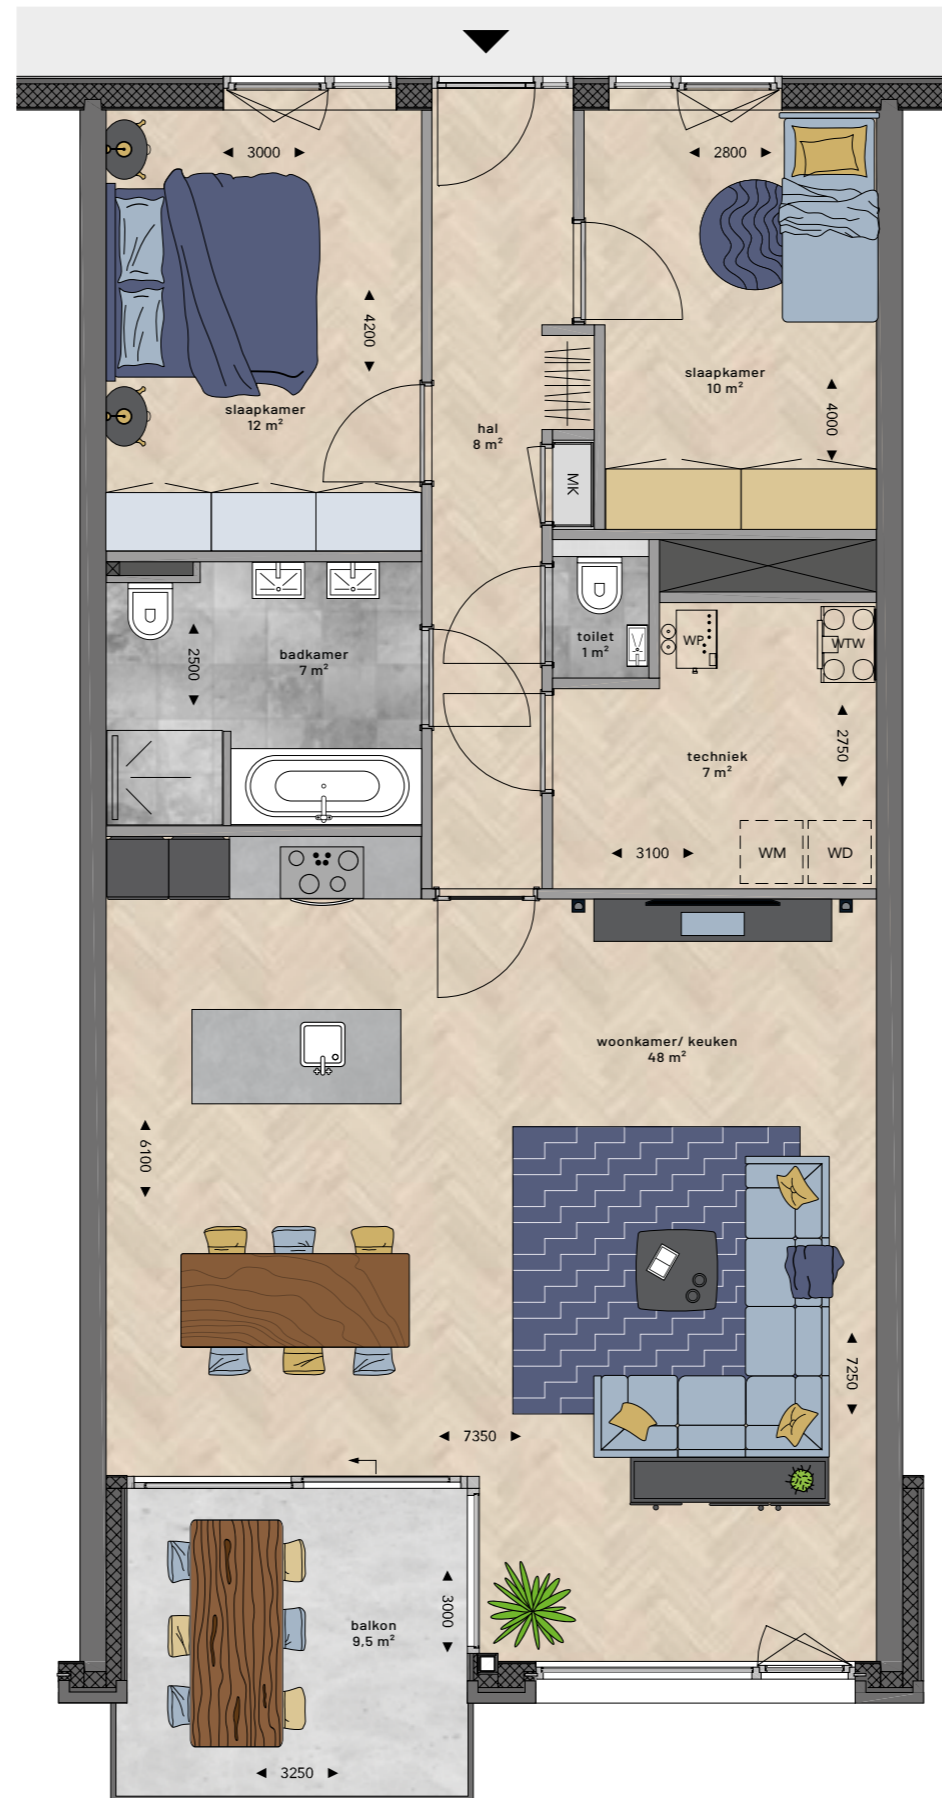 3000
2800
4200
slaapkamer
12 m²
hal
8 m²
slaapkamer
10 m²
4000
MK
2500
badkamer
7 m²
toilet
1 m²
WP
WTW
techniek
7 m²
2750
3100
WM
WD
woonkamer/ keuken
48 m²
6100
7250
7350
3000
balkon
9,5 m²
3250